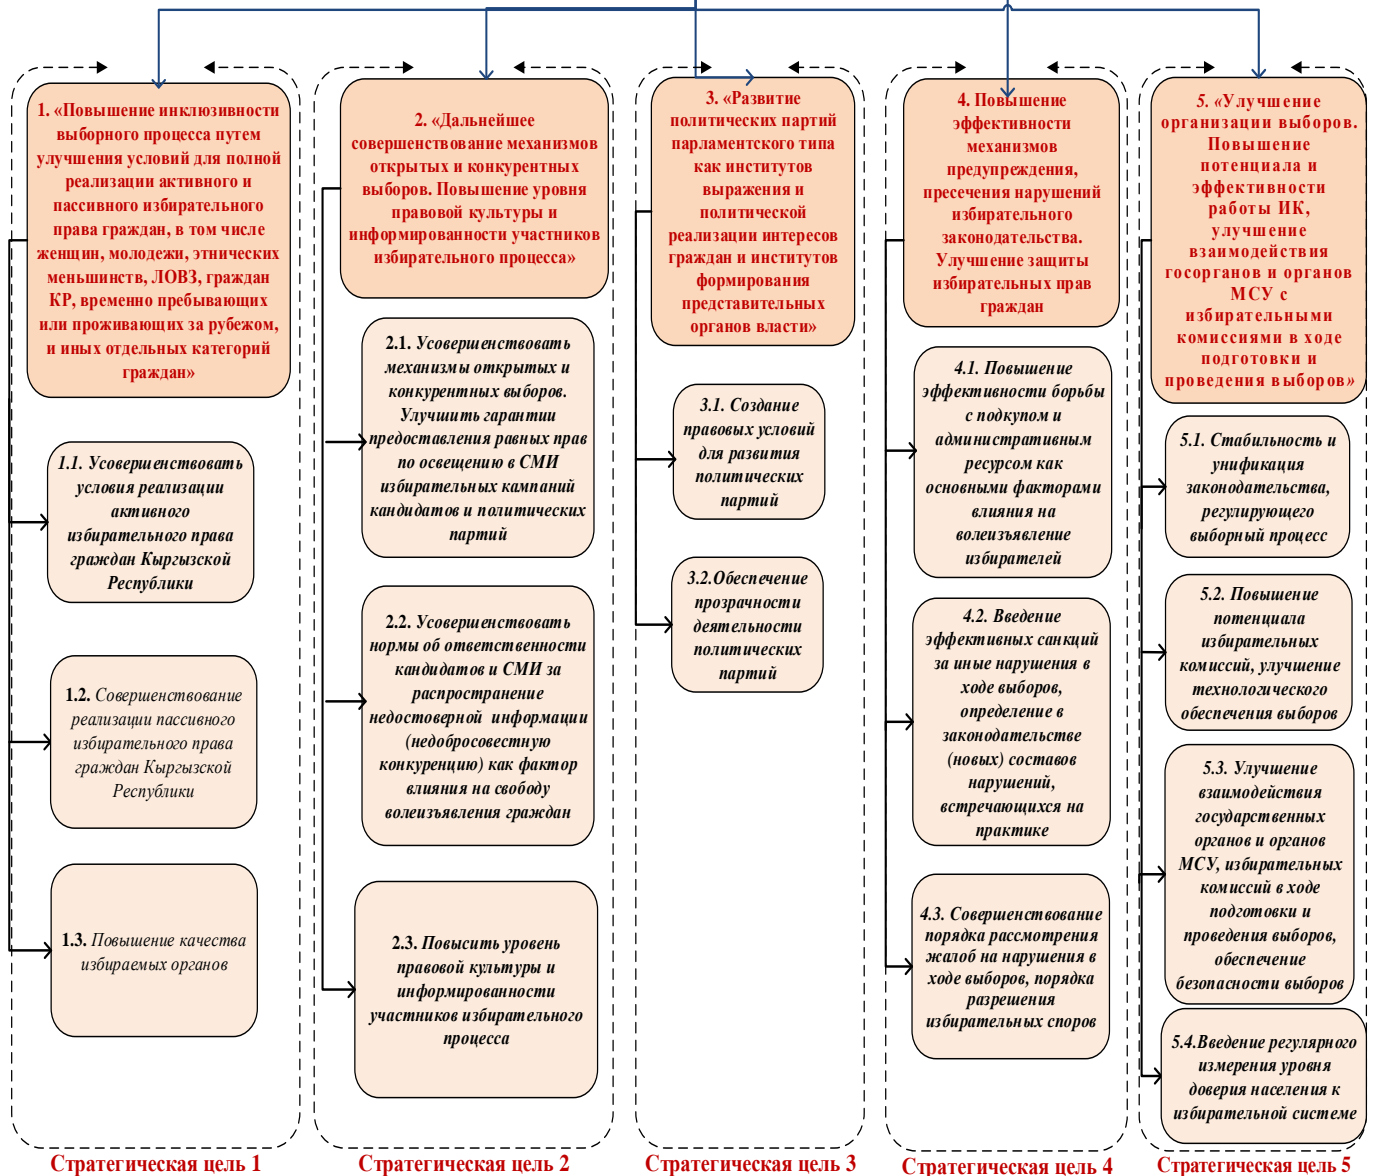 1. «Повышение инклюзивности
выборного процесса путем
улучшения условий для полной
реализации активного и
пассивного избирательного
права граждан, в том числе
женщин, молодежи, этнических
меньшинств, ЛОВЗ, граждан
КР, временно пребывающих
или проживающих за рубежом,
и иных отдельных категорий
граждан»
1.1. Усовершенствовать
условия реализации
активного
избирательного права
граждан Кыргызской
Республики
1.2. Совершенствование
реализации пассивного
избирательного права
граждан Кыргызской
Республики
1.3. Повышение качества
избираемых органов
Стратегическая цель 1
2. «Дальнейшее
совершенствование механизмов
открытых и конкурентных
выборов. Повышение уровня
правовой культуры и
информированности участников
избирательного процесса»
2.1. Усовершенствовать
механизмы открытых и
конкурентных выборов.
Улучшить гарантии
предоставления равных прав
по освещению в СМИ
избирательных кампаний
кандидатов и политических
партий
2.2. Усовершенствовать
нормы об ответственности
кандидатов и СМИ за
распространение
недостоверной информации
(недобросовестную
конкуренцию) как фактор
влияния на свободу
волеизъявления граждан
2.3. Повысить уровень
правовой культуры и
информированности
участников избирательного
процесса
Стратегическая цель 2
3. «Развитие
политических партий
парламентского типа
как институтов
выражения и
политической
реализации интересов
граждан и институтов
формирования
представительных
органов власти»
3.1. Создание
правовых условий
для развития
политических
партий
3.2.Обеспечение
прозрачности
деятельности
политических
партий
Стратегическая цель 3
4. Повышение
эффективности
механизмов
предупреждения,
пресечения нарушений
избирательного
законодательства.
Улучшение защиты
избирательных прав
граждан
4.1. Повышение
эффективности борьбы
с подкупом и
административным
ресурсом как
основными факторами
влияния на
волеизъявление
избирателей
4.2. Введение
эффективных санкций
за иные нарушения в
ходе выборов,
определение в
законодательстве
(новых) составов
нарушений,
встречающихся на
практике
4.3. Совершенствование
порядка рассмотрения
жалоб на нарушения в
ходе выборов, порядка
разрешения
избирательных споров
Стратегическая цель 4
5. «Улучшение
организации выборов.
Повышение
потенциала и
эффективности
работы ИК,
улучшение
взаимодействия
госорганов и органов
МСУ с
избирательными
комиссиями в ходе
подготовки и
проведения выборов»
5.1. Стабильность и
унификация
законодательства,
регулирующего
выборный процесс
5.2. Повышение
потенциала
избирательных
комиссий, улучшение
технологического
обеспечения выборов
5.3. Улучшение
взаимодействия
государственных
органов и органов
МСУ, избирательных
комиссий в ходе
подготовки и
проведения выборов,
обеспечение
безопасности выборов
5.4.Введение регулярного
измерения уровня
доверия населения к
избирательной системе
Стратегическая цель 5